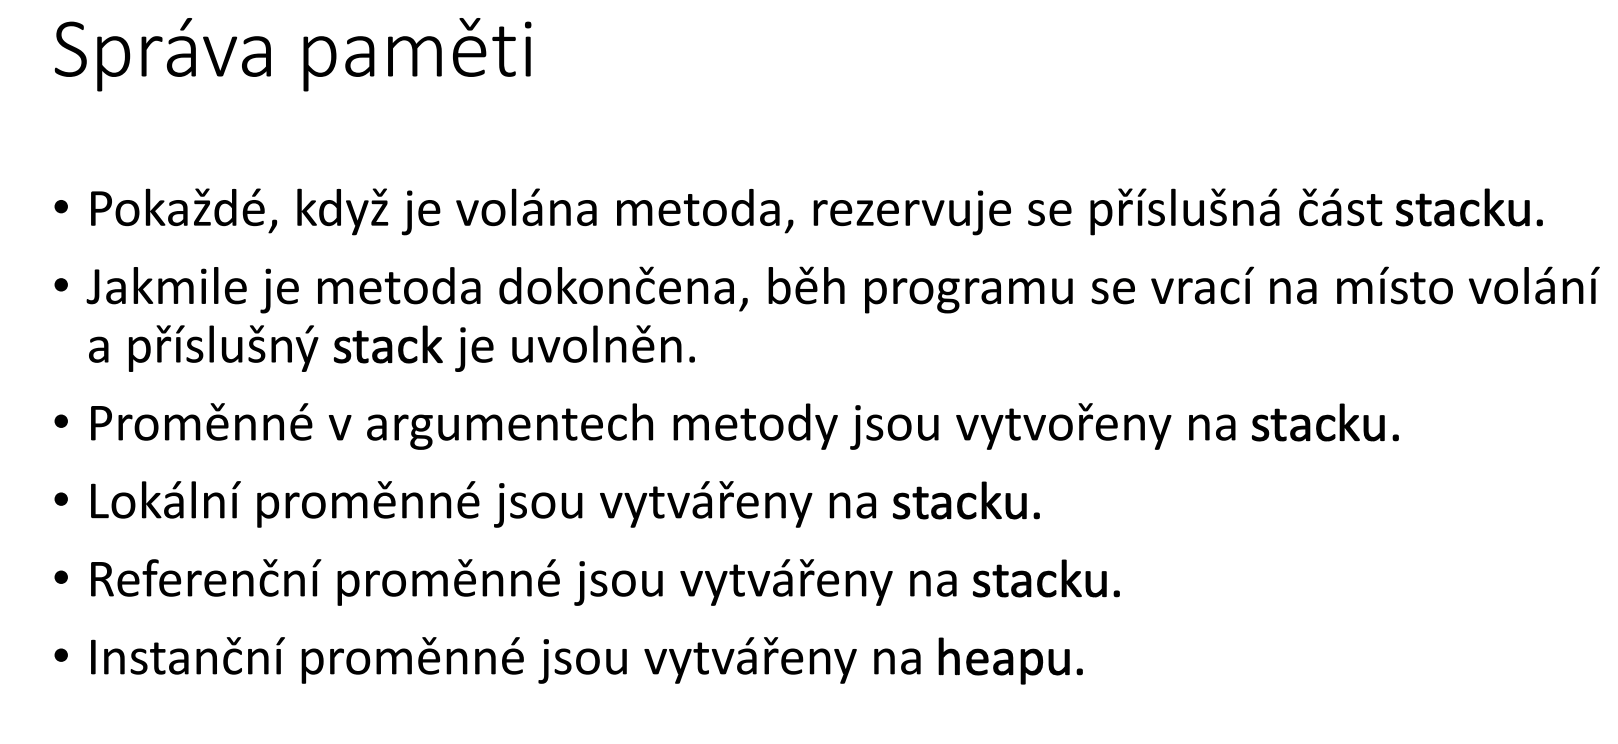 Správa paměti
• Pokaždé, když je volána metoda, rezervuje se příslušná část stacku.
• Jakmile je metoda dokončena, běh programu se vrací na místo volání
a příslušný stack je uvolněn.
• Proměnné v argumentech metody jsou vytvořeny na stacku.
• Lokální proměnné jsou vytvářeny na stacku.
• Referenční proměnné jsou vytvářeny na stacku.
• Instanční proměnné jsou vytvářeny na heapu.